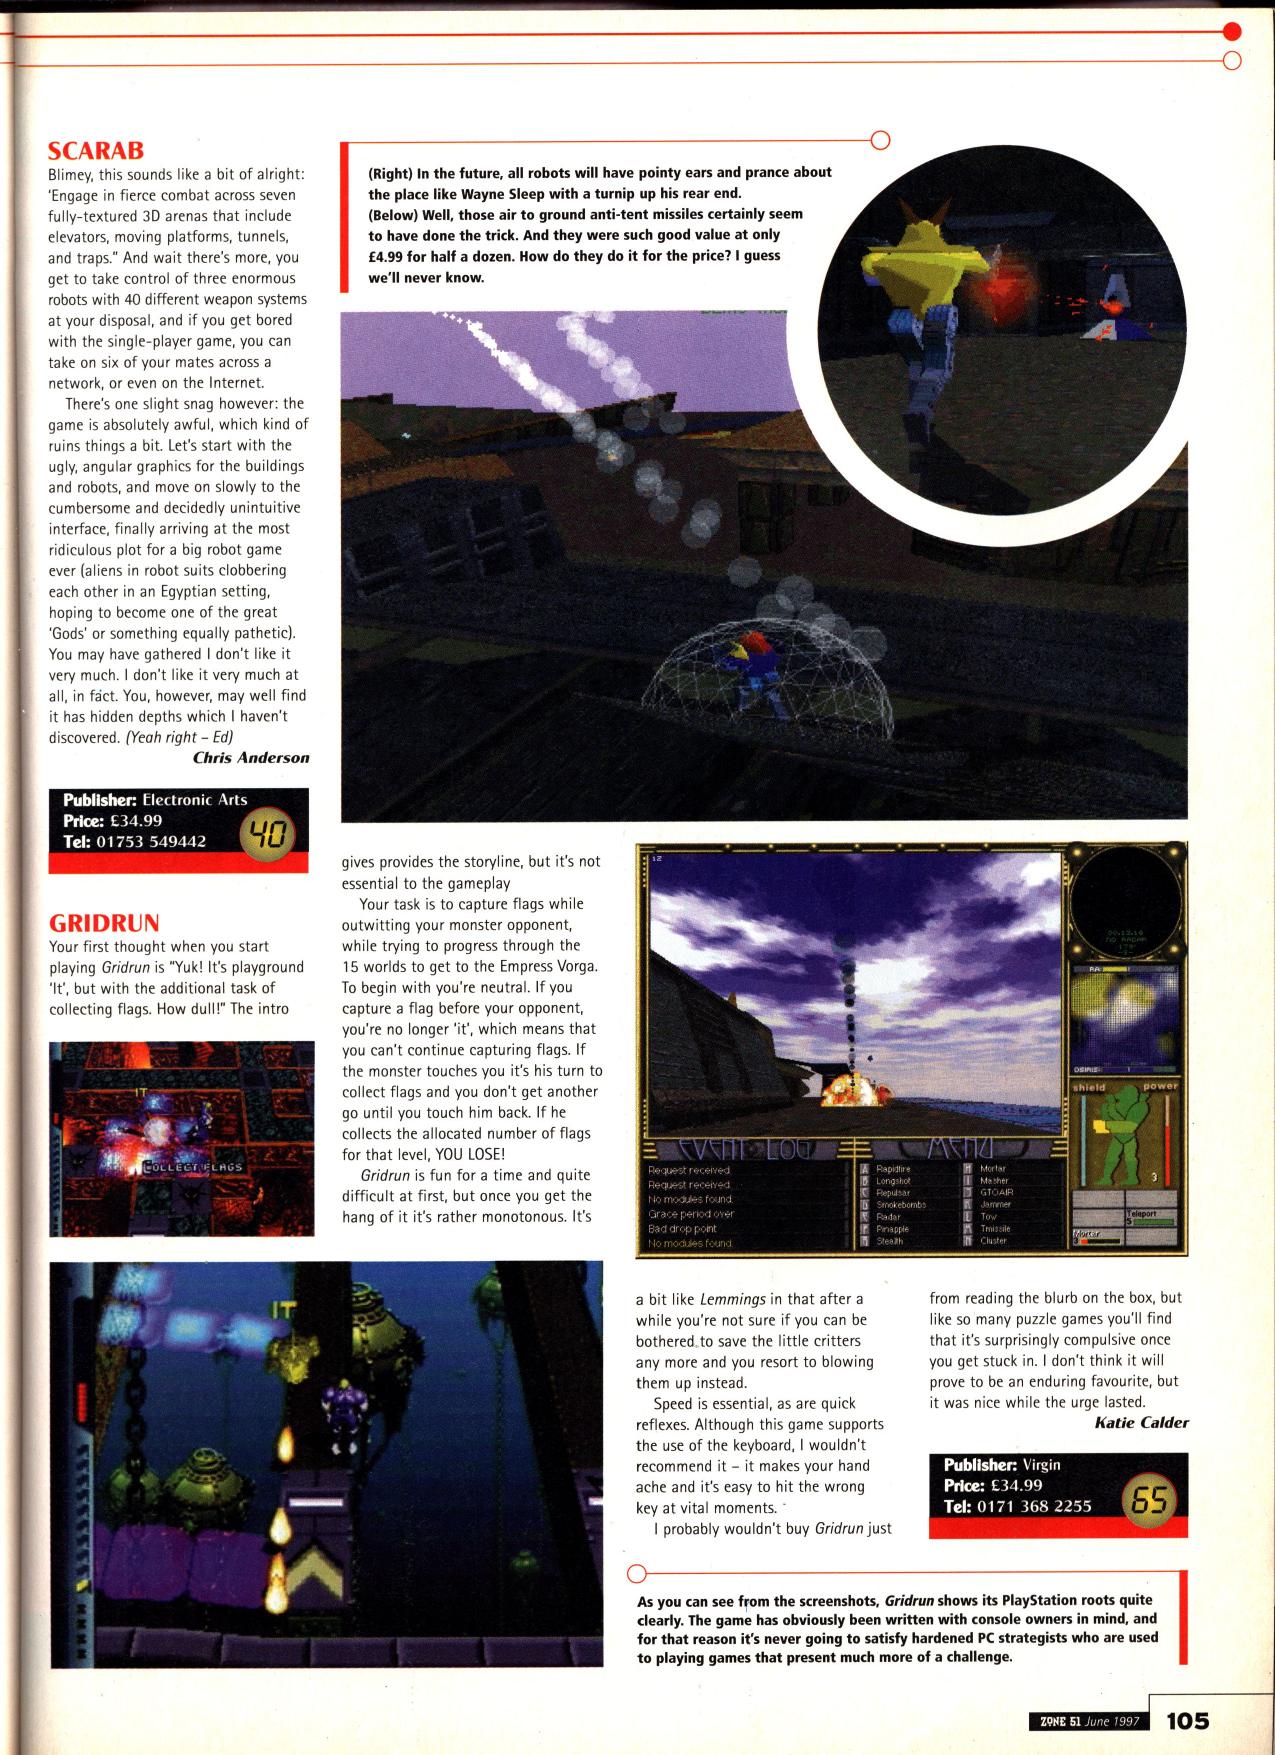 SCARAB
Blimey, this sounds like a bit of alright:
‘Engage in fierce combat across seven
fully-textured 3D arenas that include
elevators, moving platforms, tunnels,
and traps.” And wait there's more, you
get to take control of three enormous
robots with 40 different weapon systems
at your disposal, and if you get bored
with the single-player game, you can
take on six of your mates across a
network, or even on the Internet.
There's one slight snag however: the
game is absolutely awful, which kind of
ruins things a bit. Let's start with the
ugly, angular graphics for the buildings
and robots, and move on slowly to the
cumbersome and decidedly unintuitive
interface, finally arriving at the most
ridiculous plot for a big robot game
ever (aliens in robot suits clobbering
each other in an Egyptian setting,
hoping to become one of the great
‘Gods’ or something equally pathetic).
You may have gathered I don't like it
very much. I don't like it very much at
all, in fact. You, however, may well find
it has hidden depths which I haven't
discovered. (Yeah right – Ed)
Chris Anderson
Publisher: Electronic Arts
Price: £34.99
Tel: 01753 549442
40
(Right) In the future, all robots will have pointy ears and prance about
the place like Wayne Sleep with a turnip up his rear end.
(Below) Well, those air to ground anti-tent missiles certainly seem
to have done the trick. And they were such good value at only
£4.99 for half a dozen. How do they do it for the price? I guess
we'll never know.
GRIDRUN
Your first thought when you start
playing Gridrun is “Yuk! It's playground
‘It’, but with the additional task of
collecting flags. How dull!” The intro
IT
COLLECT FLAGS
gives provides the storyline, but it's not
essential to the gameplay
Your task is to capture flags while
outwitting your monster opponent,
while trying to progress through the
15 worlds to get to the Empress Vorga.
To begin with you're neutral. If you
capture a flag before your opponent,
you're no longer ‘it’, which means that
you can't continue capturing flags. If
the monster touches you it's his turn to
collect flags and you don't get another
go until you touch him back. If he
collects the allocated number of flags
for that level, YOU LOSE!
Gridrun is fun for a time and quite
difficult at first, but once you get the
hang of it it's rather monotonous. It's
IT
12
NO RADAR
shield power
3
Teleport
5
Mortar
EVENT LOG
Request received
Request received
No modules found
Grace period over
Bad drop point
No modules found
MENU
Rapidfire
Longshot
Repulsar
Smokebombs
Radar
Pinapple
Stealth
Mortar
Masher
GTOAIR
Jammer
Tow
Tmissile
Cluster
a bit like Lemmings in that after a
while you're not sure if you can be
bothered to save the little critters
any more and you resort to blowing
them up instead.
Speed is essential, as are quick
reflexes. Although this game supports
the use of the keyboard, I wouldn't
recommend it – it makes your hand
ache and it's easy to hit the wrong
key at vital moments.
I probably wouldn't buy Gridrun just
from reading the blurb on the box, but
like so many puzzle games you'll find
that it's surprisingly compulsive once
you get stuck in. I don't think it will
prove to be an enduring favourite, but
it was nice while the urge lasted.
Katie Calder
Publisher: Virgin
Price: £34.99
Tel: 0171 368 2255
65
As you can see from the screenshots, Gridrun shows its PlayStation roots quite
clearly. The game has obviously been written with console owners in mind, and
for that reason it's never going to satisfy hardened PC strategists who are used
to playing games that present much more of a challenge.
ZONE 51 June 1997 105